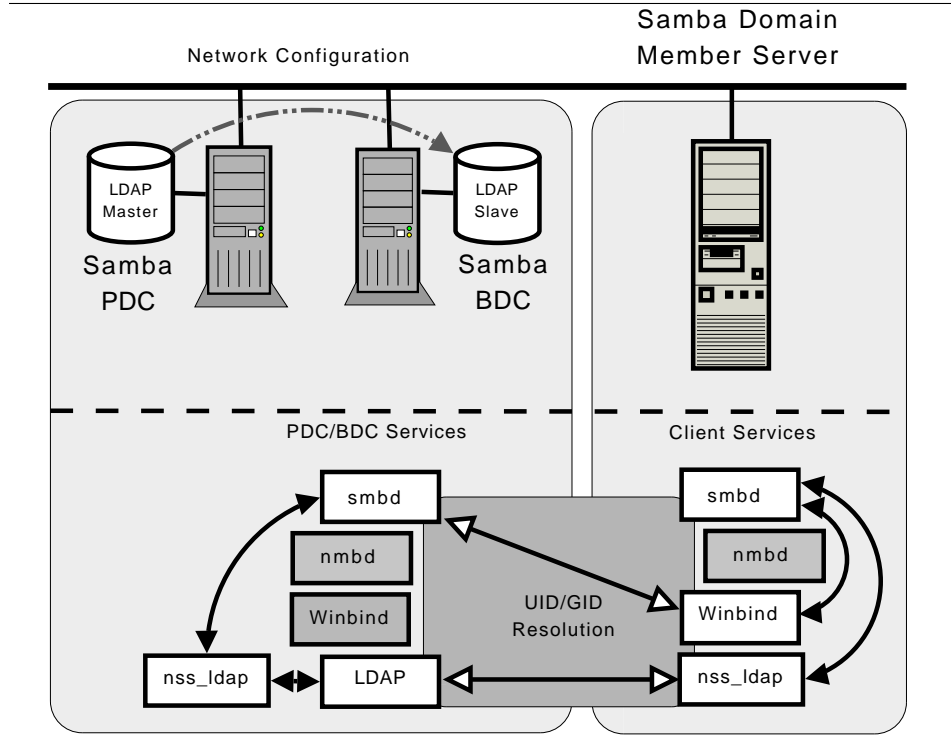 Samba Domain
Member Server
Network Configuration
LDAP
Master
LDAP
Slave
Samba
PDC
Samba
BDC
PDC/BDC Services
Client Services
smbd
smbd
nmbd
nmbd
Winbind
UID/GID
Resolution
Winbind
nss_ldap
LDAP
nss_ldap